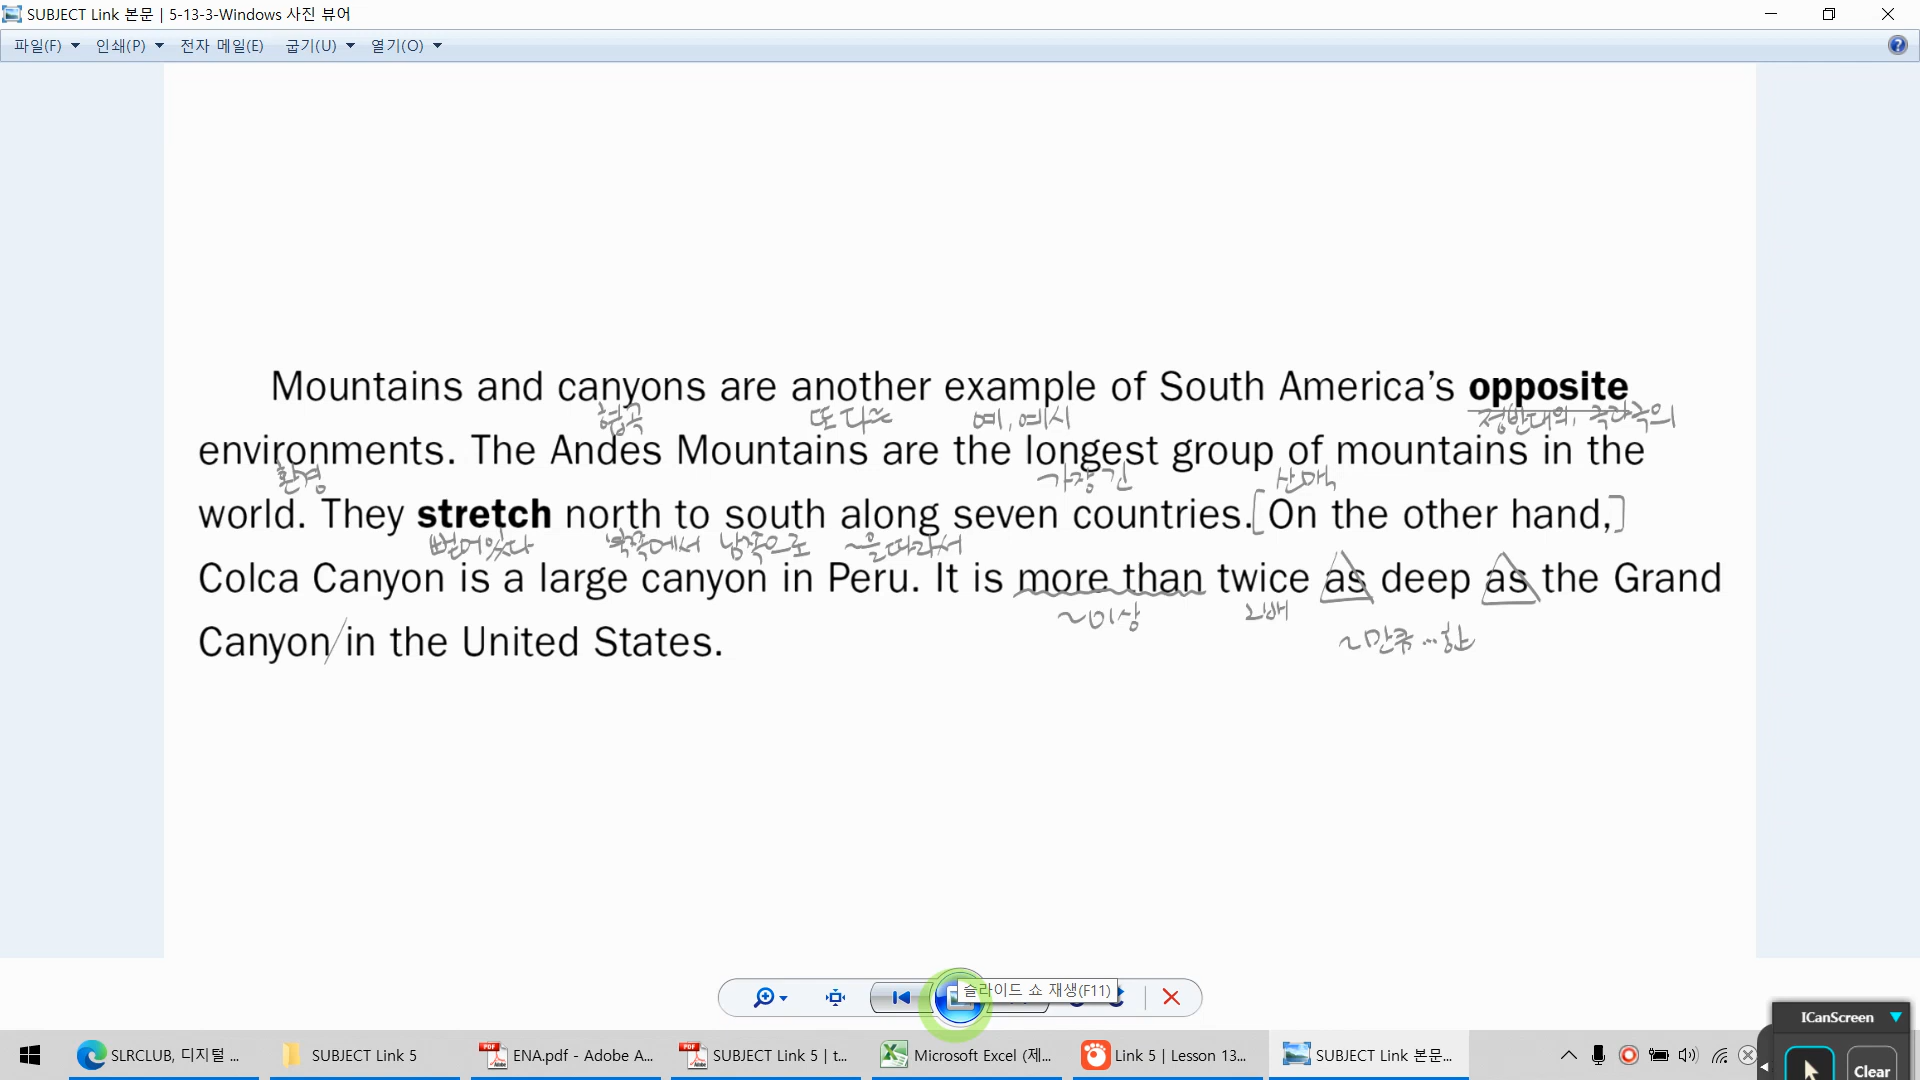 SUBJECT Link 본문 | 5-13-3-Windows 사진 뷰어
파일(F) 인쇄(P) 전자 메일(E) 굽기(U) 열기(O)
Mountains and canyons are another example of South America’s opposite
협곡 또 다른 예, 예시 정반대의, 극과극의
environments. The Andes Mountains are the longest group of mountains in the
환경 가장 긴 산맥
world. They stretch north to south along seven countries. [On the other hand,]
뻗어있다 북쪽에서 남쪽으로 ~을 따라서
Colca Canyon is a large canyon in Peru. It is more than twice as deep as the Grand
~이상 2배
~만큼 …한
Canyon/in the United States.
슬라이드 쇼 재생(F11)
ICanScreen
SLRCLUB, 디지털 ... SUBJECT Link 5 ENA.pdf - Adobe A... SUBJECT Link 5 | t... Microsoft Excel (제... Link 5 | Lesson 13... SUBJECT Link 본문...
Clear